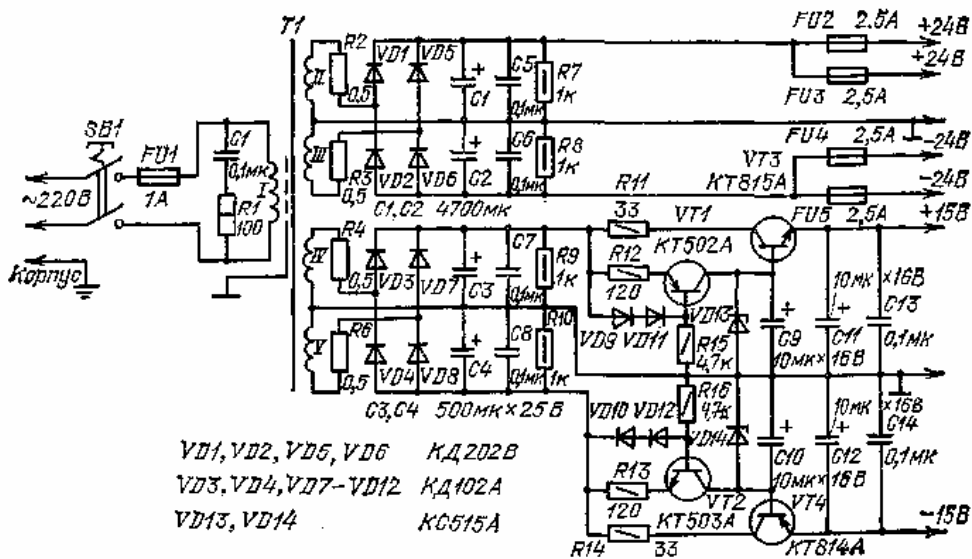 T1
FU2 2,5A
+24В
R2
VD1
VD5
C5
+
R7
+24В
II
0,5
C1
0,1мк
1к
FU3 2,5A
SB1
C1
C6
FU4 2,5A
FU1
0,1мк
III
+
R8
VT3
-24В
I
R3
VD2
VD6
C2
0,1мк
1к
R11
КТ815А
-24В
~220В
1A
R1
0,5
C1,C2 4700мк
33
VT1
FU5 2,5A
100
R4
C7
КТ502А
+15В
Корпус
IV
+
R9
R12
10мк ×16В
0,5
VD3
VD7
C3
0,1мк
1к
120
VD13
+
+
C13
R6
C8
R10
R15
C9
C11
0,1мк
V
+
VD9 VD11
4,7к
10мк×16В
0,5
VD4
VD8
C4
0,1мк
1к
R16
C3,C4 500мк×25В
VD10 VD12
4,7к
+
10мк ×16В
+
C14
VD14
C10
C12
0,1мк
VD1, VD2, VD5, VD6 КД202В
R13
10мк×16В
VD3, VD4, VD7-VD12 КД102А
120
VT2
VT4
VD13, VD14 КС515А
КТ503А
-15В
R14
33
КТ814А